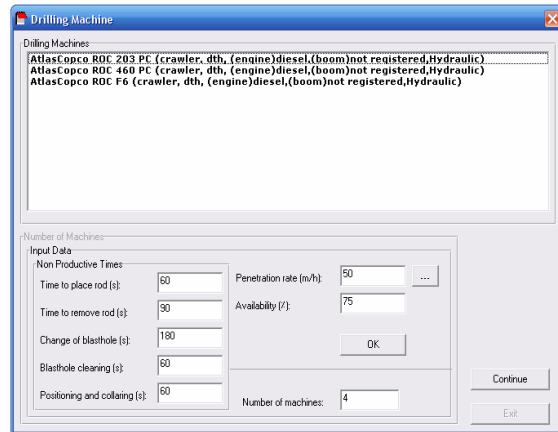 Drilling Machine
Drilling Machines
AtlasCopco ROC 203 PC (crawler, dth, (engine)diesel,(boom)not registered,Hydraulic)
AtlasCopco ROC 460 PC (crawler, dth, (engine)diesel,(boom)not registered,Hydraulic)
AtlasCopco ROC F6 (crawler, dth, (engine)diesel,(boom)not registered,Hydraulic)
Number of Machines
Input Data
Non Productive Times
Time to place rod (s): 60
Time to remove rod (s): 90
Change of blasthole (s): 180
Blasthole cleaning (s): 60
Positioning and collaring (s): 60
Penetration rate (m/h): 50 ...
Availability (%): 75
OK
Number of machines: 4
Continue
Exit